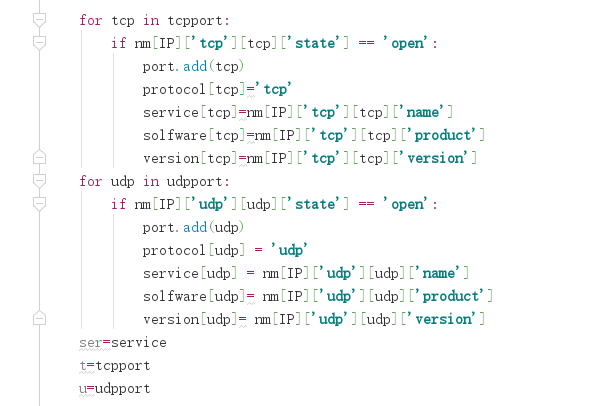 for tcp in tcpport:
    if nm[IP]['tcp'][tcp]['state'] == 'open':
        port.add(tcp)
        protocol[tcp]='tcp'
        service[tcp]=nm[IP]['tcp'][tcp]['name']
        solfware[tcp]=nm[IP]['tcp'][tcp]['product']
        version[tcp]=nm[IP]['tcp'][tcp]['version']
for udp in udpport:
    if nm[IP]['udp'][udp]['state'] == 'open':
        port.add(udp)
        protocol[udp] = 'udp'
        service[udp] = nm[IP]['udp'][udp]['name']
        solfware[udp]= nm[IP]['udp'][udp]['product']
        version[udp]= nm[IP]['udp'][udp]['version']
ser=service
t=tcpport
u=udpport